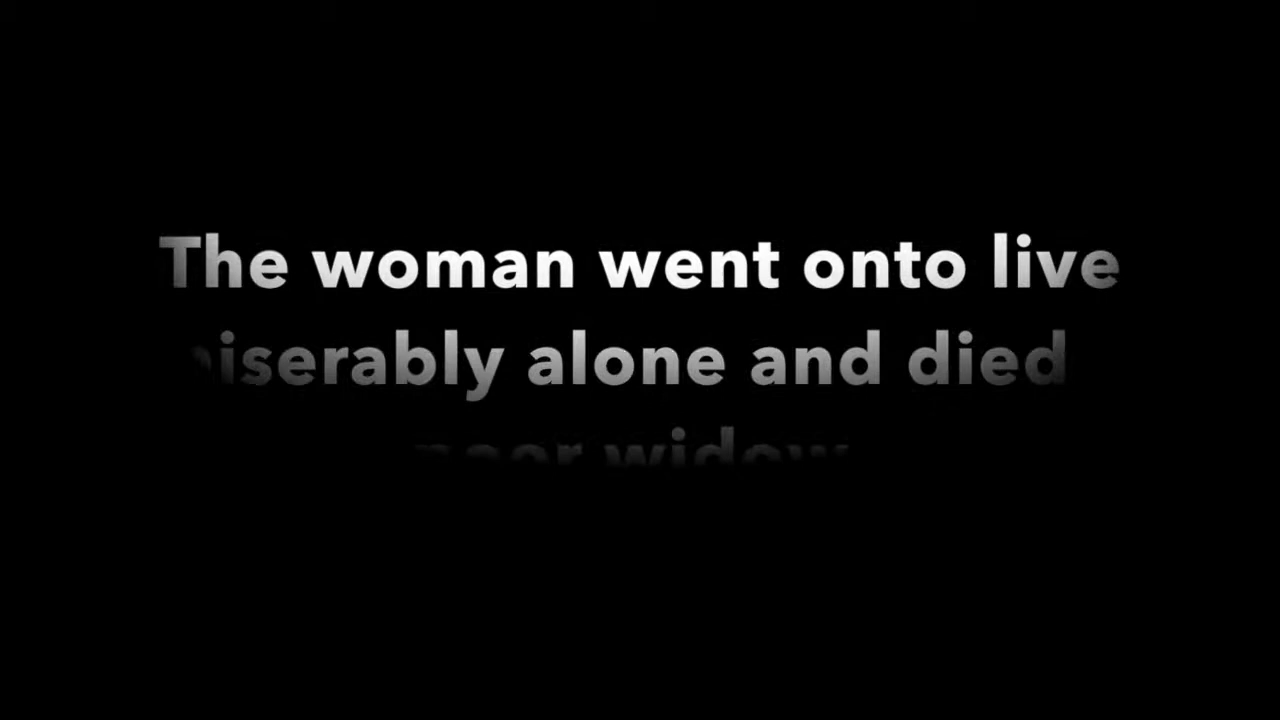 The woman went onto live
miserably alone and died
poor widow